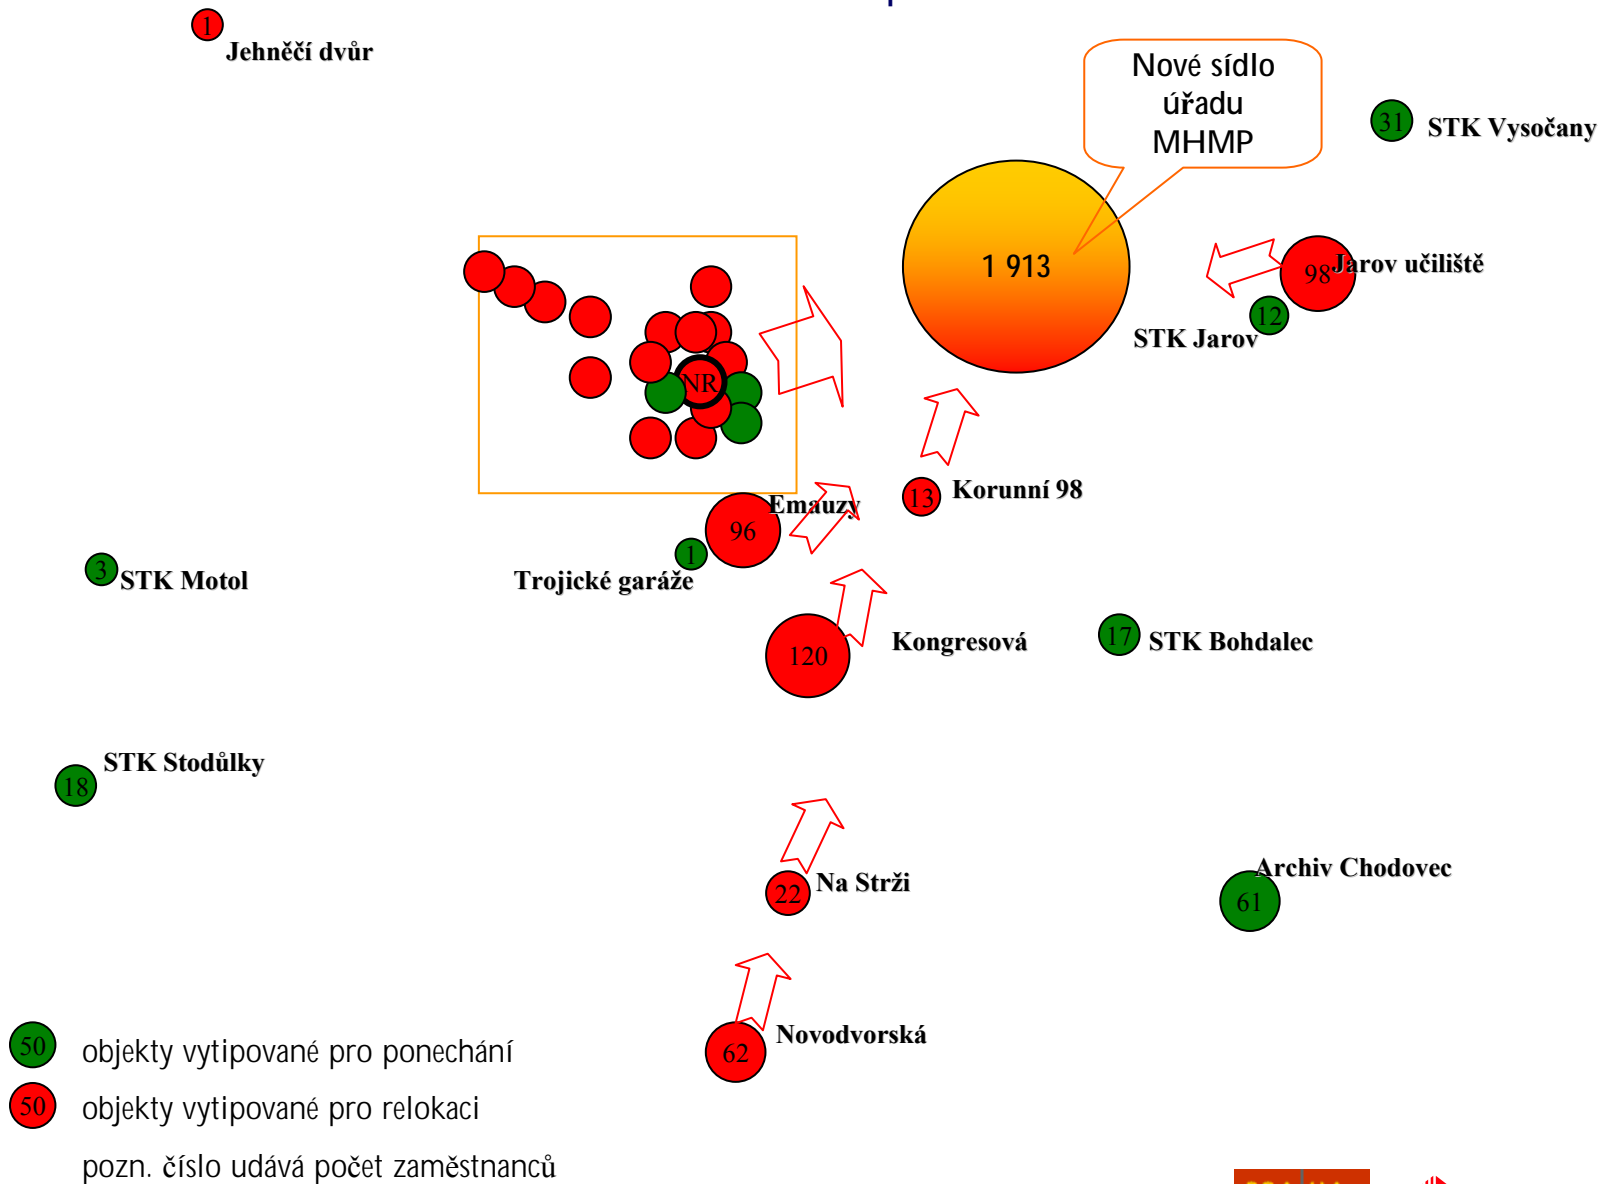 1
Jehněčí dvůr
Nové sídlo
úřadu
MHMP
31
STK Vysočany
1 913
98
Jarov učiliště
12
STK Jarov
NR
13
Korunní 98
Emauzy
96
1
Trojické garáže
3
STK Motol
120
Kongresová
17
STK Bohdalec
STK Stodůlky
18
22
Na Strži
Archiv Chodovec
61
62
Novodvorská
50 objekty vytipované pro ponechání
50 objekty vytipované pro relokaci
pozn. číslo udává počet zaměstnanců